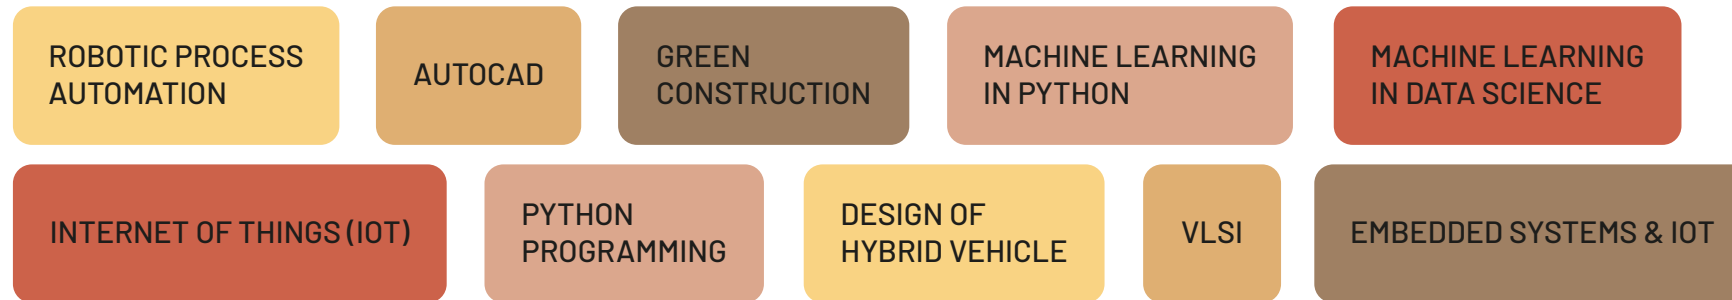 ROBOTIC PROCESS
AUTOMATION
AUTOCAD
GREEN
CONSTRUCTION
MACHINE LEARNING
IN PYTHON
MACHINE LEARNING
IN DATA SCIENCE
INTERNET OF THINGS (IOT)
PYTHON
PROGRAMMING
DESIGN OF
HYBRID VEHICLE
VLSI
EMBEDDED SYSTEMS & IOT